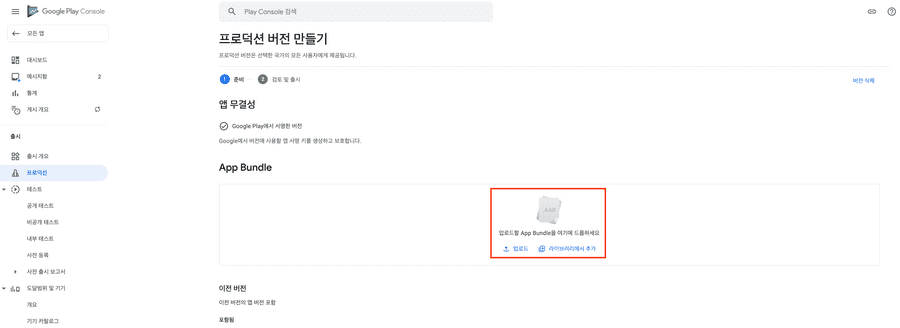 Google Play Console
Play Console 검색
모든 앱
대시보드
메시지함 2
통계
게시 개요
출시
출시 개요
프로덕션
테스트
공개 테스트
비공개 테스트
내부 테스트
사전 등록
사전 출시 보고서
도달범위 및 기기
개요
기기 카탈로그
프로덕션 버전 만들기
프로덕션 버전은 선택한 국가의 모든 사용자에게 제공됩니다.
1 준비 2 검토 및 출시
버전 삭제
앱 무결성
Google Play에서 서명한 버전
Google에서 버전에 사용할 앱 서명 키를 생성하고 보호합니다.
App Bundle
AAB
업로드할 App Bundle을 여기에 드롭하세요
업로드 라이브러리에서 추가
이전 버전
이전 버전의 앱 버전 포함
포함됨